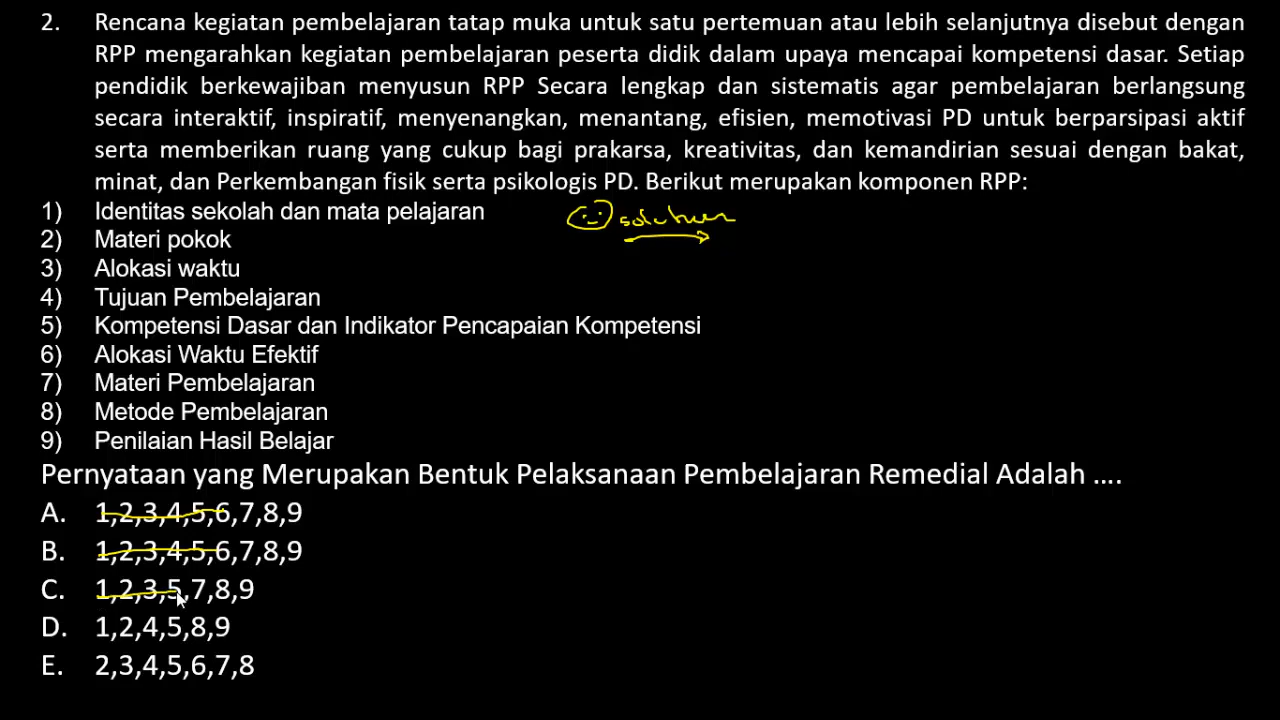 2. Rencana kegiatan pembelajaran tatap muka untuk satu pertemuan atau lebih selanjutnya disebut dengan
RPP mengarahkan kegiatan pembelajaran peserta didik dalam upaya mencapai kompetensi dasar. Setiap
pendidik berkewajiban menyusun RPP Secara lengkap dan sistematis agar pembelajaran berlangsung
secara interaktif, inspiratif, menyenangkan, menantang, efisien, memotivasi PD untuk berparsipasi aktif
serta memberikan ruang yang cukup bagi prakarsa, kreativitas, dan kemandirian sesuai dengan bakat,
minat, dan Perkembangan fisik serta psikologis PD. Berikut merupakan komponen RPP:
1) Identitas sekolah dan mata pelajaran
2) Materi pokok
3) Alokasi waktu
4) Tujuan Pembelajaran
5) Kompetensi Dasar dan Indikator Pencapaian Kompetensi
6) Alokasi Waktu Efektif
7) Materi Pembelajaran
8) Metode Pembelajaran
9) Penilaian Hasil Belajar
Pernyataan yang Merupakan Bentuk Pelaksanaan Pembelajaran Remedial Adalah ....
A. 1,2,3,4,5,6,7,8,9
B. 1,2,3,4,5,6,7,8,9
C. 1,2,3,5,7,8,9
D. 1,2,4,5,8,9
E. 2,3,4,5,6,7,8